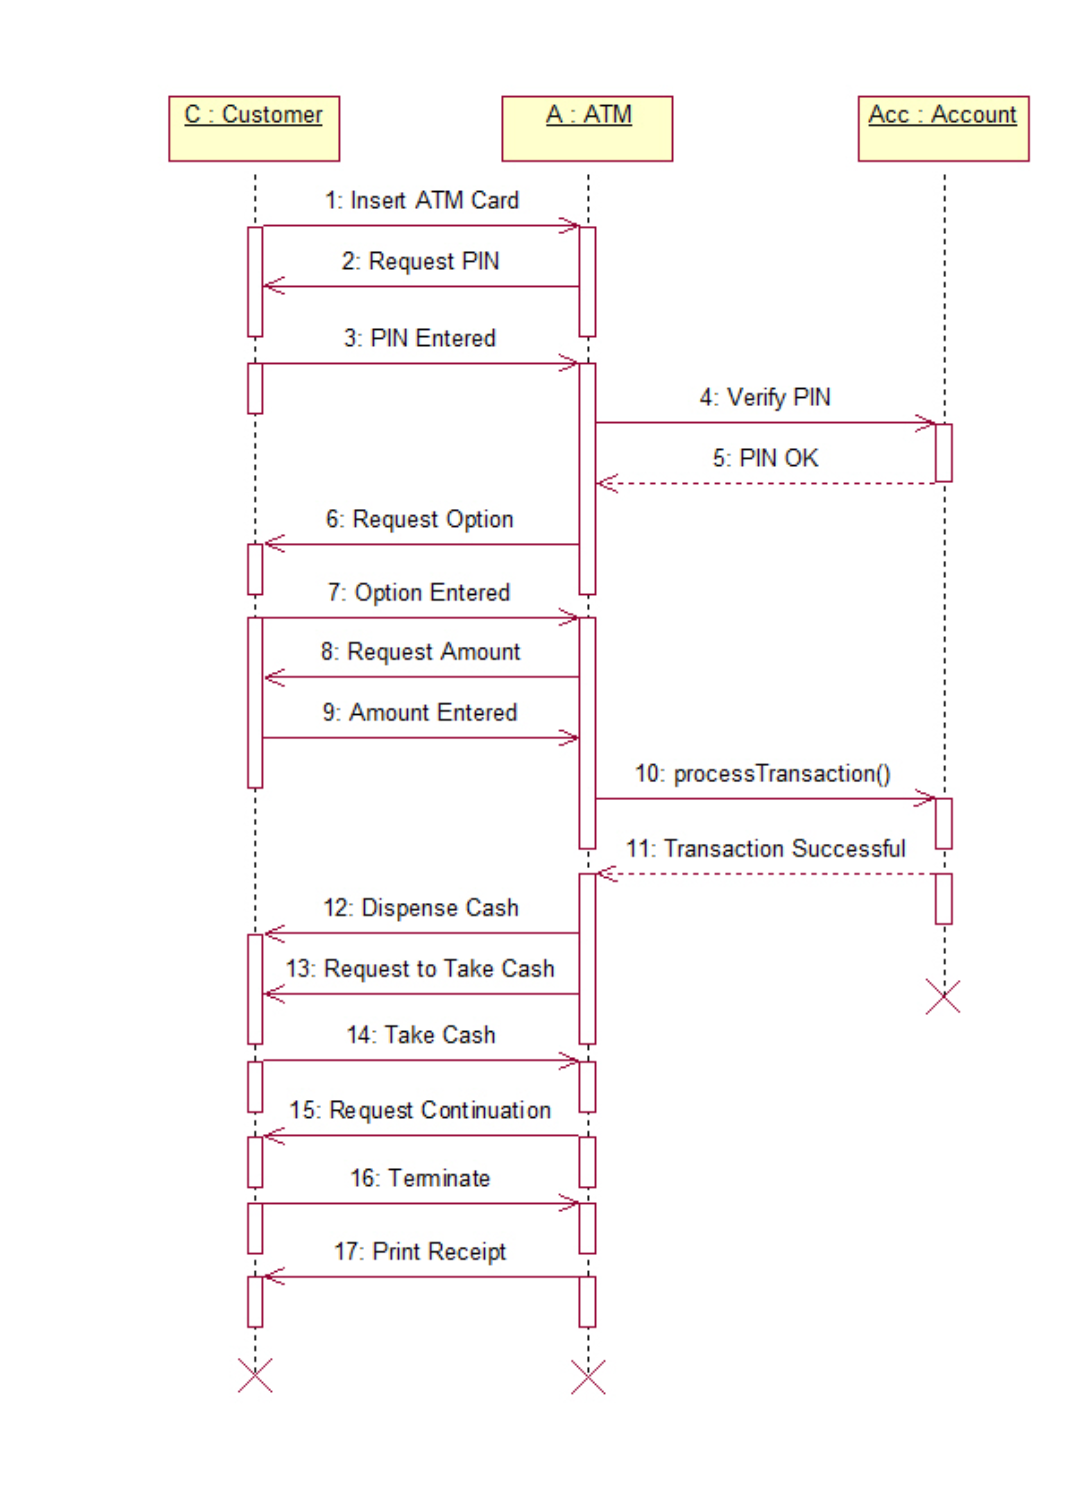 C : Customer
A : ATM
Acc : Account
1: Insert ATM Card
2: Request PIN
3: PIN Entered
4: Verify PIN
5: PIN OK
6: Request Option
7: Option Entered
8: Request Amount
9: Amount Entered
10: processTransaction()
11: Transaction Successful
12: Dispense Cash
13: Request to Take Cash
14: Take Cash
15: Request Continuation
16: Terminate
17: Print Receipt